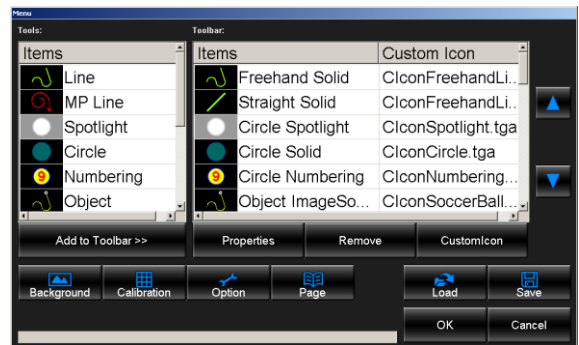 Menu
Tools:
Toolbar:
Items
Line
MP Line
Spotlight
Circle
9 Numbering
Object
Items Custom Icon
Freehand Solid CIconFreehandLi..
Straight Solid CIconFreehandLi..
Circle Spotlight CIconSpotlight.tga
Circle Solid CIconCircle.tga
9 Circle Numbering CIconNumbering...
Object ImageSo... CIconSoccerBall...
Add to Toolbar >>
Properties
Remove
CustomIcon
Background
Calibration
Option
Page
Load
Save
OK
Cancel